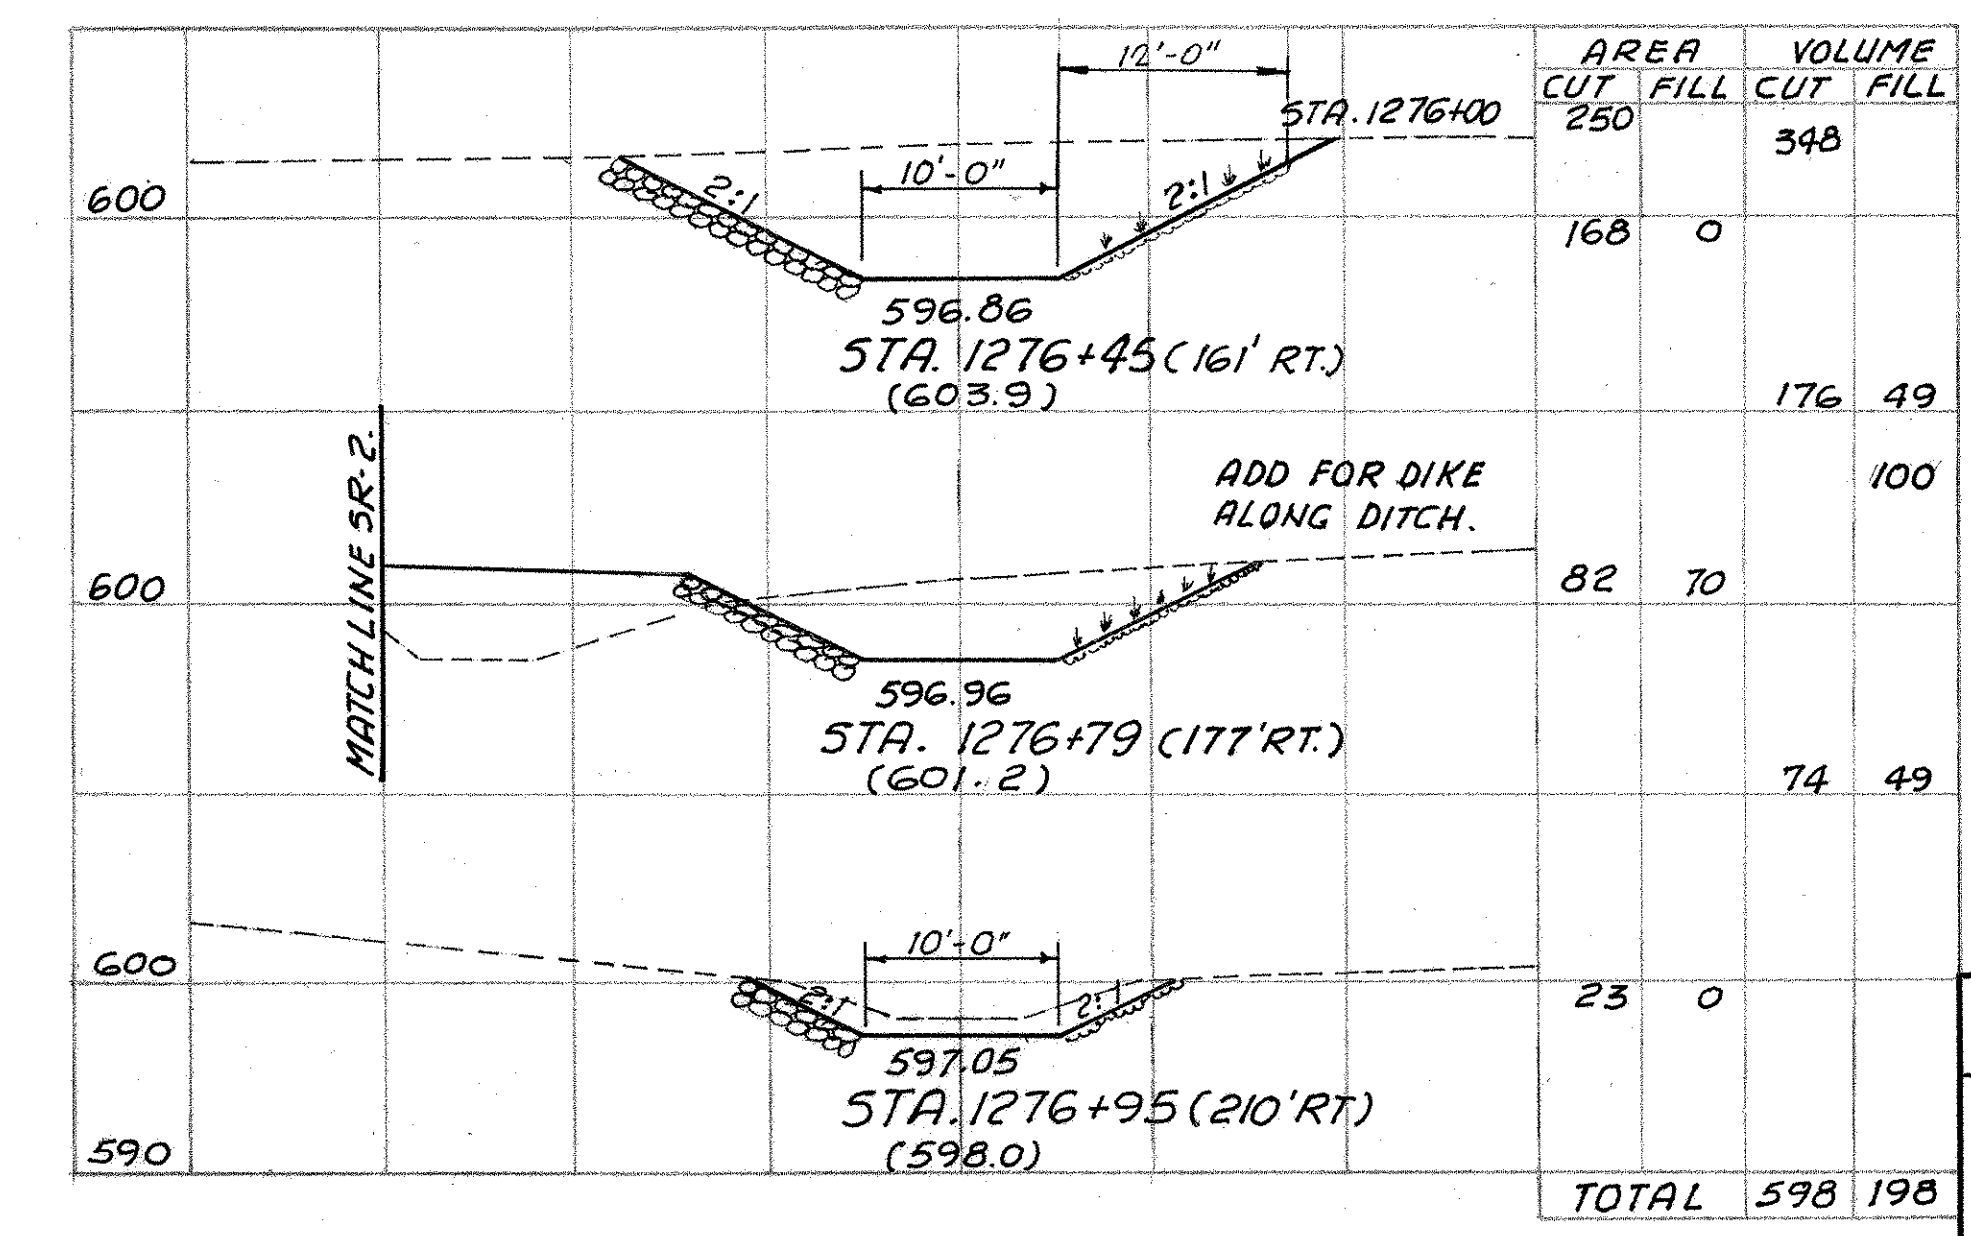 AREA VOLUME
CUT FILL CUT FILL
12'-0"
STA. 1276+00 250
348
10'-0"
2:1 2:1
600
168 0
596.86
STA. 1276+45 (161' RT.)
(603.9)
176 49
MATCH LINE SR-2.
ADD FOR DIKE
ALONG DITCH.
100
600
82 70
596.96
STA. 1276+79 (177' RT.)
(601.2)
74 49
10'-0"
600
2:1 2:1
23 0
597.05
STA. 1276+95 (210' RT)
(598.0)
590
TOTAL 598 198